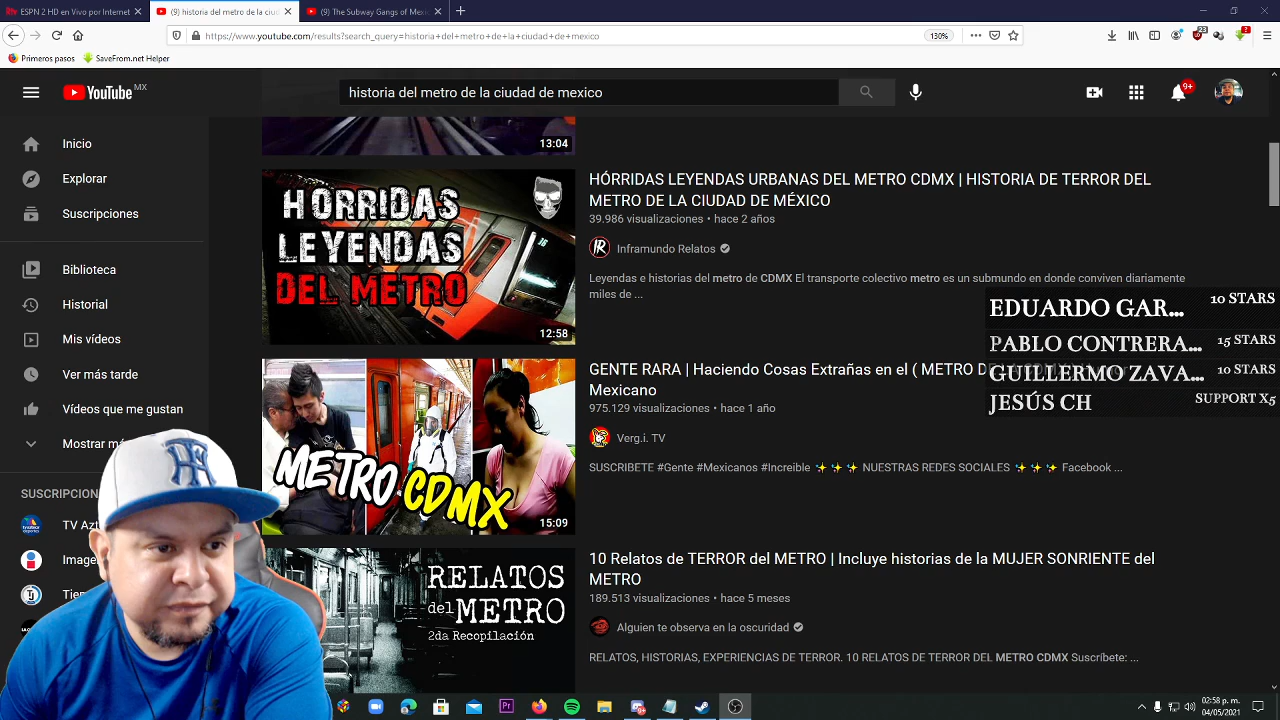 ESPN 2 HD en Vivo por Internet
(9) historia del metro de la ciud
(9) The Subway Gangs of Mexic
https://www.youtube.com/results?search_query=historia+del+metro+de+la+ciudad+de+mexico
130%
23
2
Primeros pasos
SaveFrom.net Helper
YouTube MX
historia del metro de la ciudad de mexico
9+
Inicio
Explorar
Suscripciones
Biblioteca
Historial
Mis vídeos
Ver más tarde
Vídeos que me gustan
Mostrar má
SUSCRIPCION
TV Azt
Image
Tie
13:04
HÓRRIDAS
LEYENDAS
DEL METRO
12:58
HÓRRIDAS LEYENDAS URBANAS DEL METRO CDMX | HISTORIA DE TERROR DEL
METRO DE LA CIUDAD DE MÉXICO
39.986 visualizaciones • hace 2 años
Inframundo Relatos
Leyendas e historias del metro de CDMX El transporte colectivo metro es un submundo en donde conviven diariamente
miles de ...
EDUARDO GAR... 10 STARS
PABLO CONTRERA... 15 STARS
GUILLERMO ZAVA... 10 STARS
JESÚS CH SUPPORT X5
METRO CDMX
15:09
GENTE RARA | Haciendo Cosas Extrañas en el ( METRO D
Mexicano
975.129 visualizaciones • hace 1 año
Verg.i. TV
SUSCRIBETE #Gente #Mexicanos #Increible ✨ ✨ ✨ NUESTRAS REDES SOCIALES ✨ ✨ ✨ Facebook ...
RELATOS
del METRO
2da Recopilación
10 Relatos de TERROR del METRO | Incluye historias de la MUJER SONRIENTE del
METRO
189.513 visualizaciones • hace 5 meses
Alguien te observa en la oscuridad
RELATOS, HISTORIAS, EXPERIENCIAS DE TERROR. 10 RELATOS DE TERROR DEL METRO CDMX Suscríbete: ...
02:58 p. m.
04/05/2021